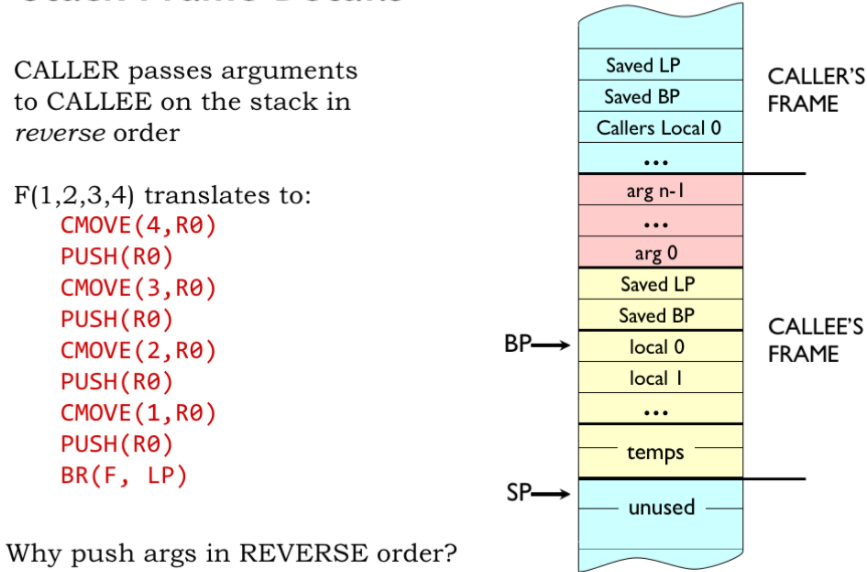 CALLER passes arguments
to CALLEE on the stack in
reverse order
F(1,2,3,4) translates to:
CMOVE(4,R0)
PUSH(R0)
CMOVE(3,R0)
PUSH(R0)
CMOVE(2,R0)
PUSH(R0)
CMOVE(1,R0)
PUSH(R0)
BR(F, LP)
Why push args in REVERSE order?
Saved LP
Saved BP
Callers Local 0
...
CALLER'S
FRAME
arg n-1
...
arg 0
Saved LP
Saved BP
BP
local 0
local 1
...
temps
CALLEE'S
FRAME
SP
unused